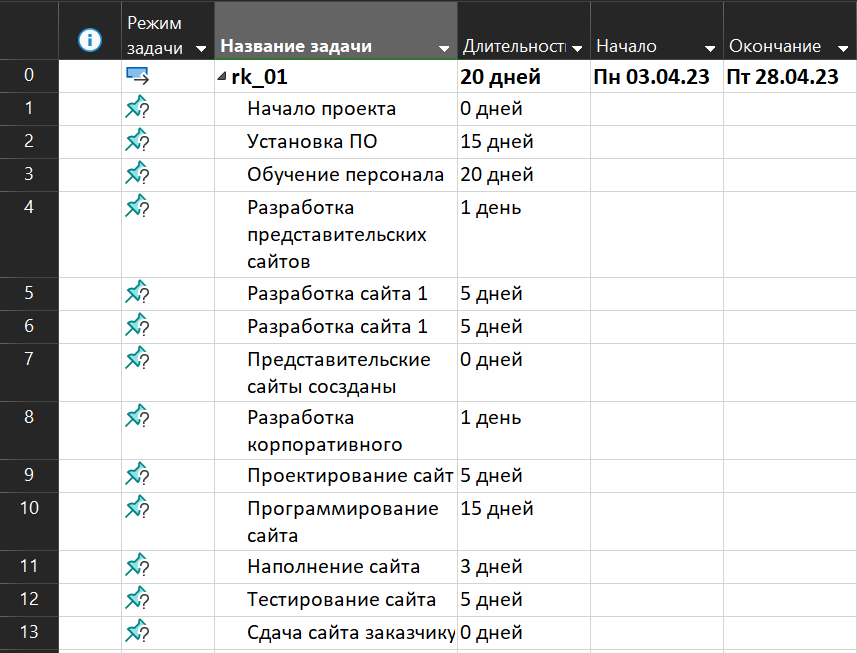 Режим
задачи
Название задачи
Длительност
Начало
Окончание
0 rk_01 20 дней Пн 03.04.23 Пт 28.04.23
1 Начало проекта 0 дней
2 Установка ПО 15 дней
3 Обучение персонала 20 дней
4 Разработка 1 день
представительских
сайтов
5 Разработка сайта 1 5 дней
6 Разработка сайта 1 5 дней
7 Представительские 0 дней
сайты сосзданы
8 Разработка 1 день
корпоративного
9 Проектирование сайт 5 дней
10 Программирование 15 дней
сайта
11 Наполнение сайта 3 дней
12 Тестирование сайта 5 дней
13 Сдача сайта заказчику 0 дней